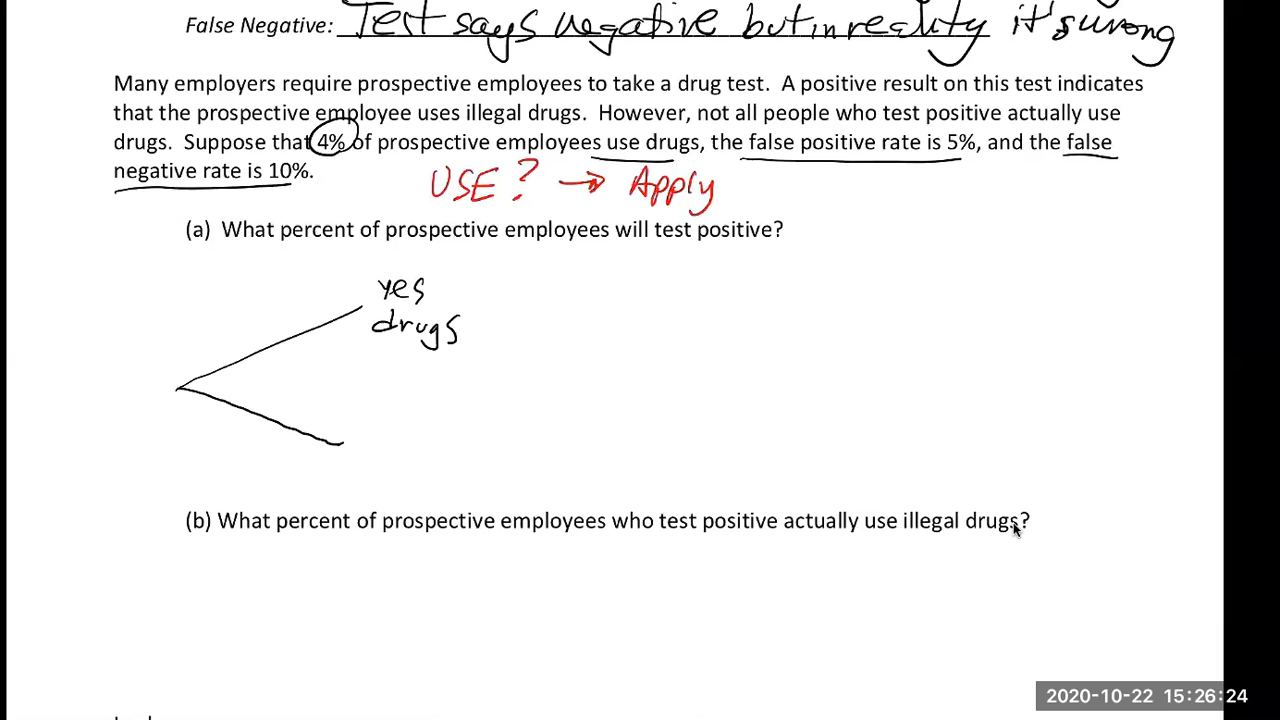 False Negative: Test says negative but in reality it's wrong
Many employers require prospective employees to take a drug test. A positive result on this test indicates
that the prospective employee uses illegal drugs. However, not all people who test positive actually use
drugs. Suppose that 4% of prospective employees use drugs, the false positive rate is 5%, and the false
negative rate is 10%.
USE? → Apply
(a) What percent of prospective employees will test positive?
yes
drugs
(b) What percent of prospective employees who test positive actually use illegal drugs?
2020-10-22 15:26:24